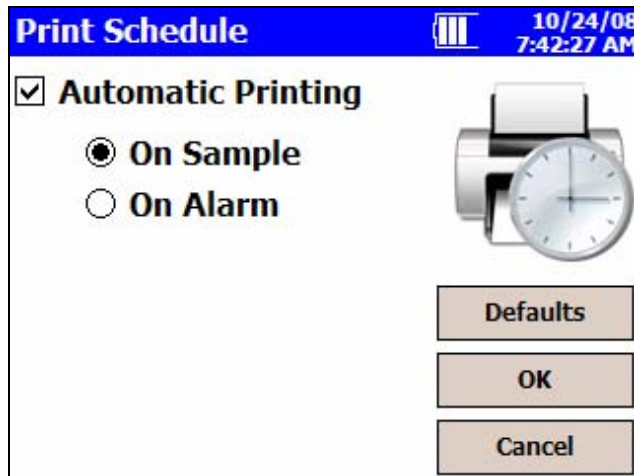 Print Schedule
10/24/08
7:42:27 AM
Automatic Printing
On Sample
On Alarm
Defaults
OK
Cancel